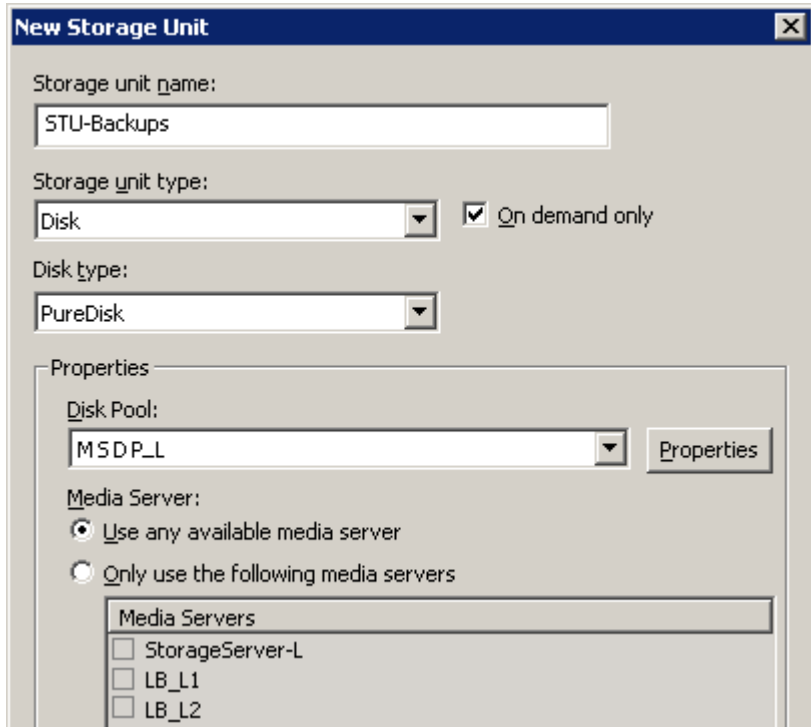 New Storage Unit
Storage unit name:
STU-Backups
Storage unit type:
Disk
On demand only
Disk type:
PureDisk
Properties
Disk Pool:
MSDP_L
Properties
Media Server:
Use any available media server
Only use the following media servers
Media Servers
StorageServer-L
LB_L1
LB_L2